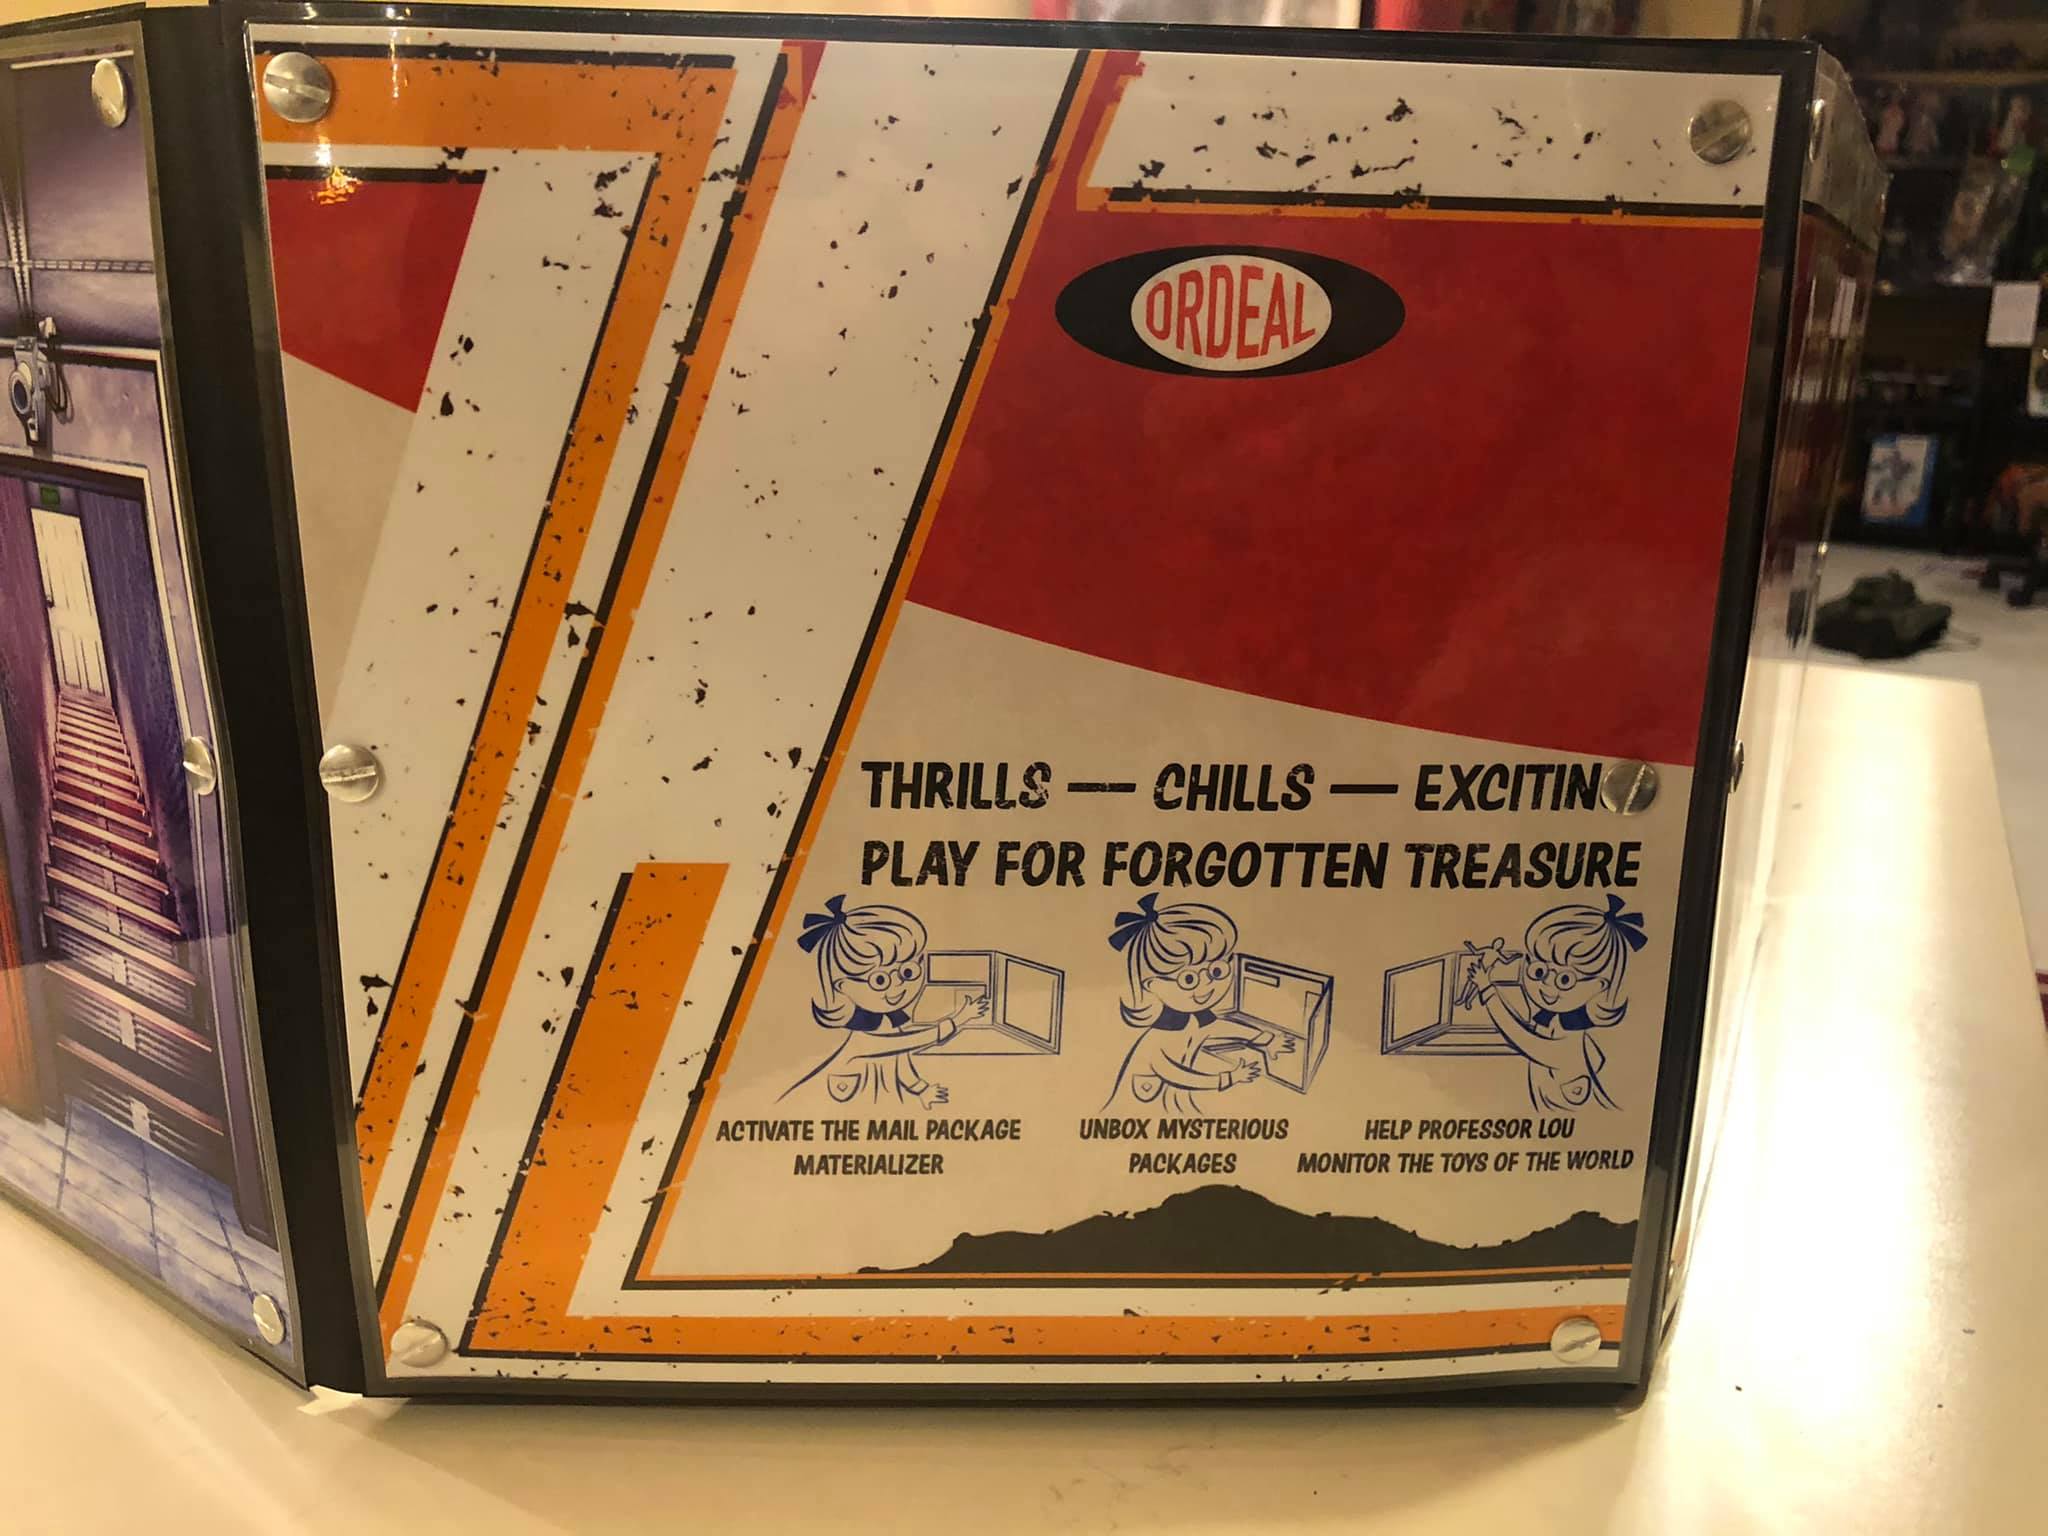 ORDEAL
THRILLS — CHILLS — EXCITIN
PLAY FOR FORGOTTEN TREASURE
ACTIVATE THE MAIL PACKAGE
MATERIALIZER
UNBOX MYSTERIOUS
PACKAGES
HELP PROFESSOR LOU
MONITOR THE TOYS OF THE WORLD